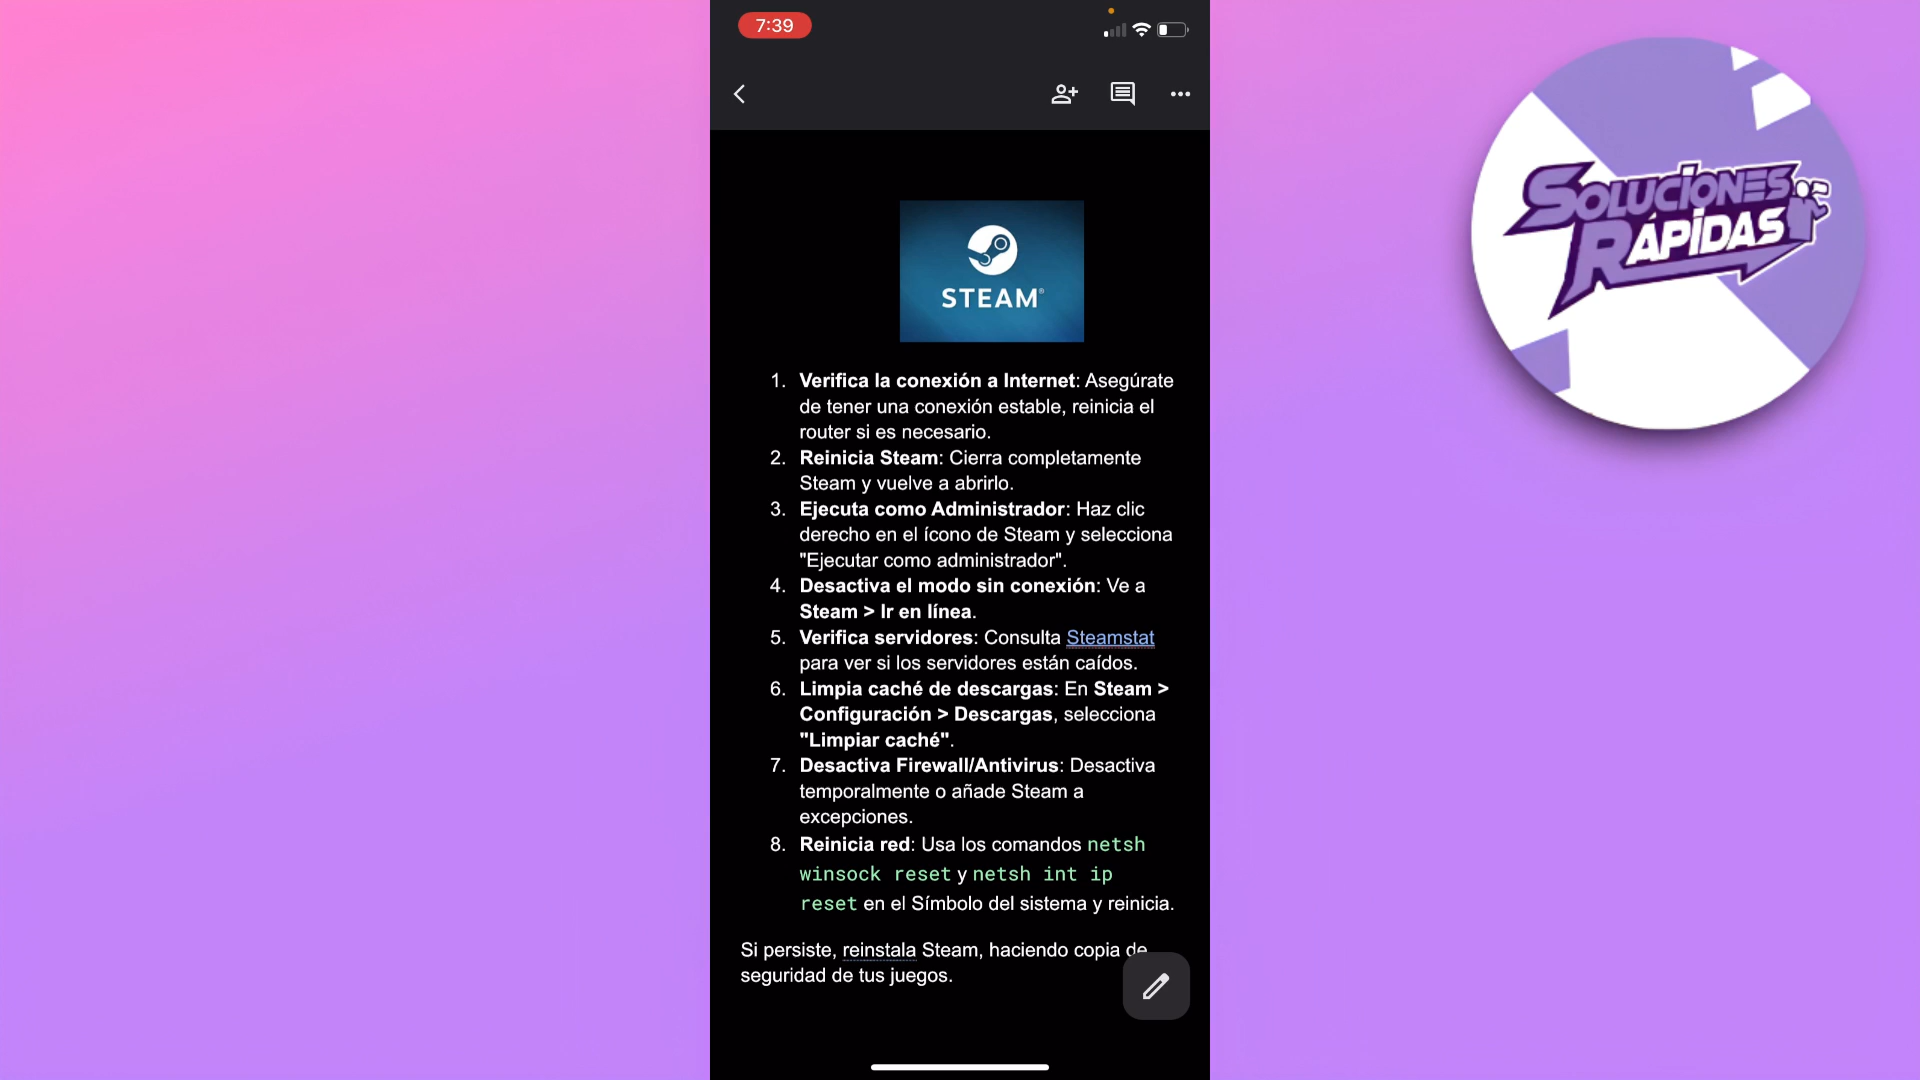 7:39
SOLUCIONES
RÁPIDAS
STEAM®
1. Verifica la conexión a Internet: Asegúrate
de tener una conexión estable, reinicia el
router si es necesario.
2. Reinicia Steam: Cierra completamente
Steam y vuelve a abrirlo.
3. Ejecuta como Administrador: Haz clic
derecho en el ícono de Steam y selecciona
"Ejecutar como administrador".
4. Desactiva el modo sin conexión: Ve a
Steam > Ir en línea.
5. Verifica servidores: Consulta Steamstat
para ver si los servidores están caídos.
6. Limpia caché de descargas: En Steam >
Configuración > Descargas, selecciona
"Limpiar caché".
7. Desactiva Firewall/Antivirus: Desactiva
temporalmente o añade Steam a
excepciones.
8. Reinicia red: Usa los comandos netsh
winsock reset y netsh int ip
reset en el Símbolo del sistema y reinicia.
Si persiste, reinstala Steam, haciendo copia de
seguridad de tus juegos.